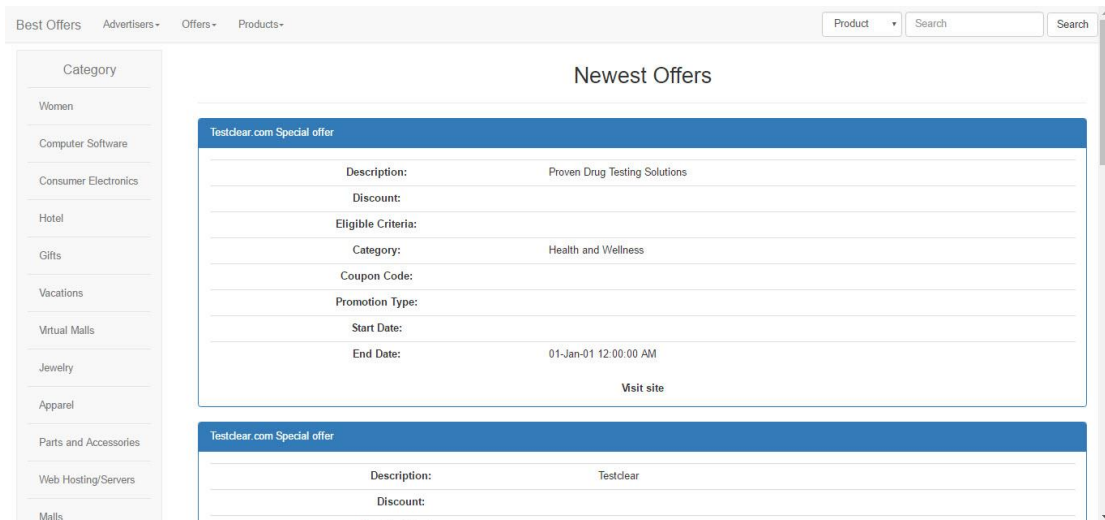 Best Offers Advertisers Offers Products Product Search Search
Category
Women
Computer Software
Consumer Electronics
Hotel
Gifts
Vacations
Virtual Malls
Jewelry
Apparel
Parts and Accessories
Web Hosting/Servers
Malls
Newest Offers
Testclear.com Special offer
Description: Proven Drug Testing Solutions
Discount:
Eligible Criteria:
Category: Health and Wellness
Coupon Code:
Promotion Type:
Start Date:
End Date: 01-Jan-01 12:00:00 AM
Visit site
Testclear.com Special offer
Description: Testclear
Discount: